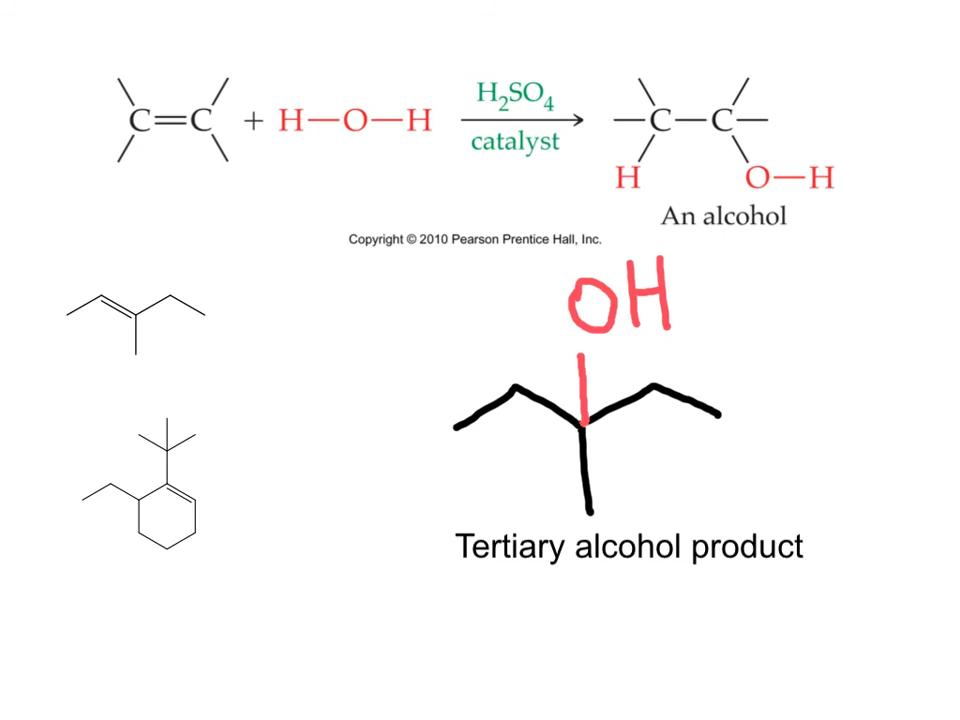 C=C + H—O—H H₂SO₄ —C—C—
catalyst
H O—H
An alcohol
Copyright © 2010 Pearson Prentice Hall, Inc.
OH
Tertiary alcohol product